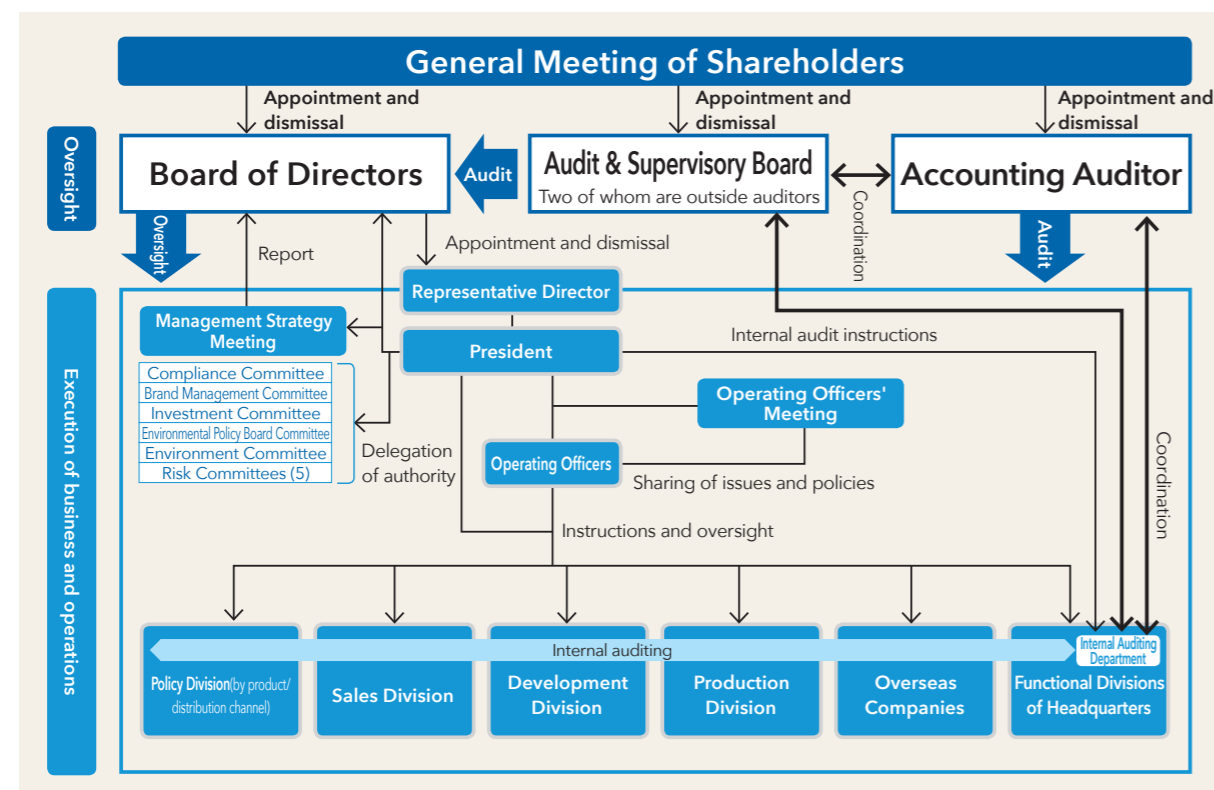 General Meeting of Shareholders
Appointment and
dismissal
Appointment and
dismissal
Appointment and
dismissal
Oversight
Board of Directors
Audit
Audit & Supervisory Board
Two of whom are outside auditors
Coordination
Accounting Auditor
Oversight
Report
Appointment and dismissal
Audit
Execution of business and operations
Representative Director
Management Strategy
Meeting
President
Internal audit instructions
Compliance Committee
Brand Management Committee
Investment Committee
Environmental Policy Board Committee
Environment Committee
Risk Committees (5)
Delegation
of authority
Operating Officers'
Meeting
Operating Officers
Sharing of issues and policies
Coordination
Instructions and oversight
Internal auditing
Internal Auditing
Department
Policy Division(by product/
distribution channel)
Sales Division
Development
Division
Production
Division
Overseas
Companies
Functional Divisions
of Headquarters